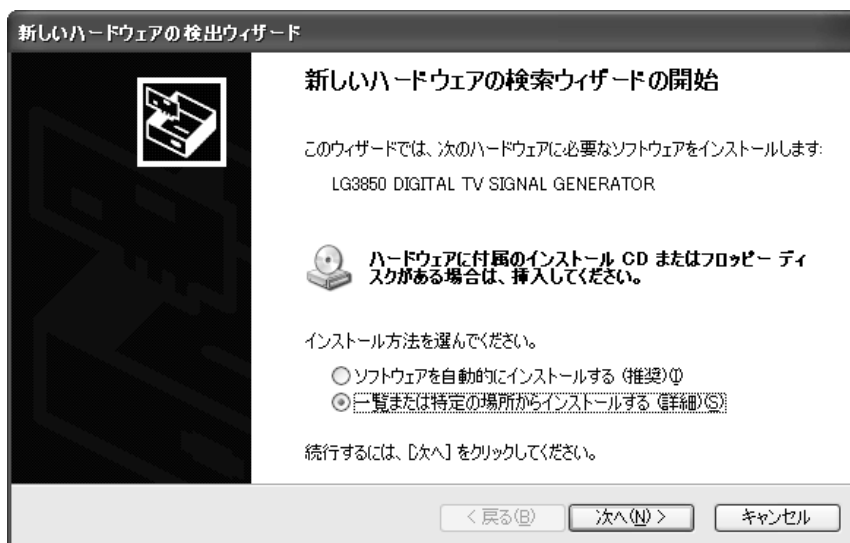 新しいハードウェアの検出ウィザード
新しいハードウェアの検索ウィザードの開始
このウィザードでは、次のハードウェアに必要なソフトウェアをインストールします:
LG3850 DIGITAL TV SIGNAL GENERATOR
ハードウェアに付属のインストール CD またはフロッピー ディ
スクがある場合は、挿入してください。
インストール方法を選んでください。
ソフトウェアを自動的にインストールする (推奨)(I)
一覧または特定の場所からインストールする (詳細)(S)
続行するには、[次へ] をクリックしてください。
< 戻る(B)
次へ(N) >
キャンセル